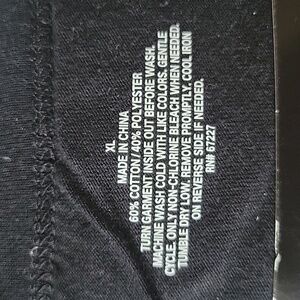 XL
MADE IN CHINA
60% COTTON / 40% POLYESTER
TURN GARMENT INSIDE OUT BEFORE WASH.
MACHINE WASH COLD WITH LIKE COLORS. GENTLE
CYCLE. ONLY NON-CHLORINE BLEACH WHEN NEEDED.
TUMBLE DRY LOW. REMOVE PROMPTLY. COOL IRON
ON REVERSE SIDE IF NEEDED.
RN# 67227